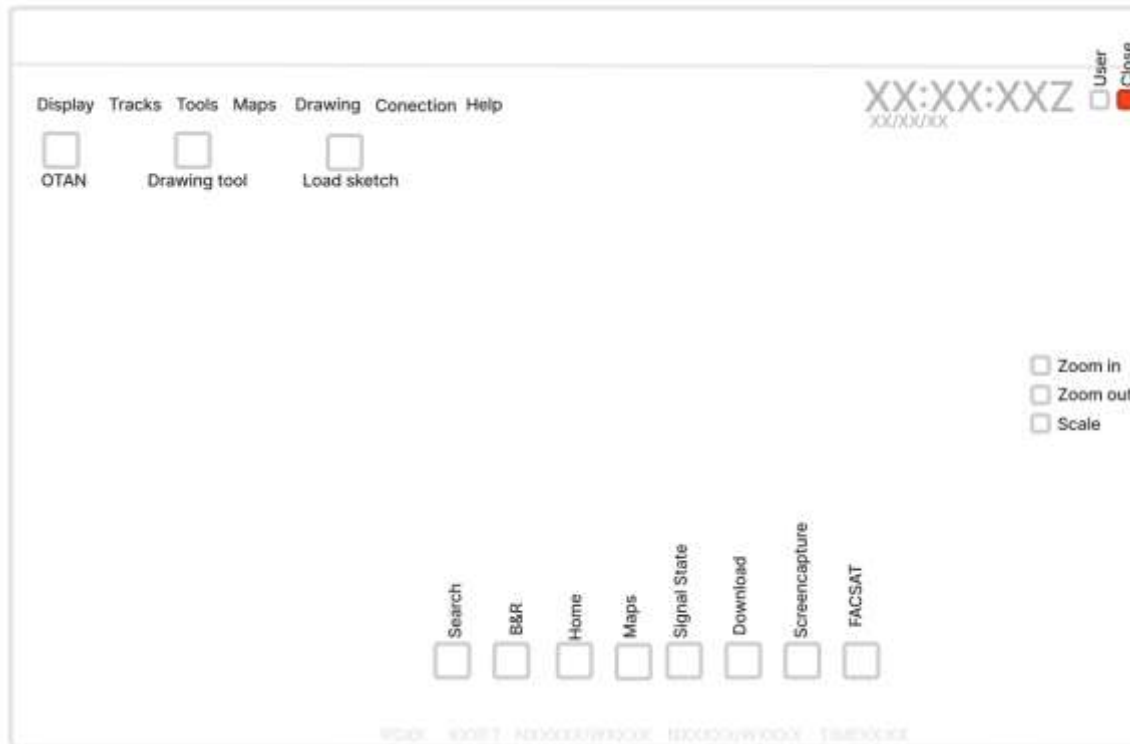 User
Close
XX:XX:XXZ
XX/XX/XX
Display Tracks Tools Maps Drawing Conection Help
OTAN Drawing tool Load sketch
Zoom in
Zoom out
Scale
Search
B&R
Home
Maps
Signal State
Download
Screencapture
FACSAT